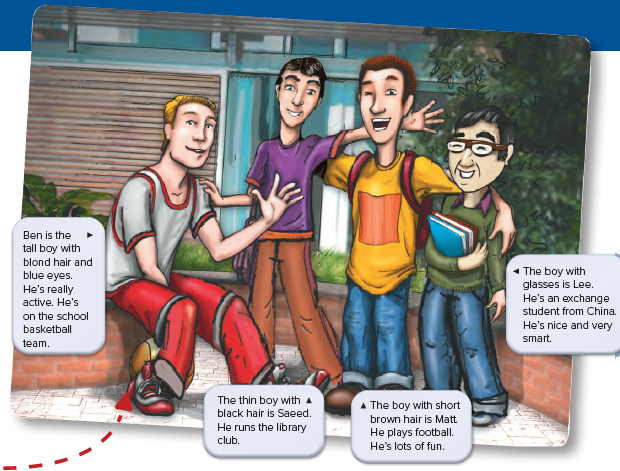 Ben is the
tall boy with
blond hair and
blue eyes.
He's really
active. He's
on the school
basketball
team.
The thin boy with
black hair is Saeed.
He runs the library
club.
The boy with short
brown hair is Matt.
He plays football.
He's lots of fun.
The boy with
glasses is Lee.
He's an exchange
student from China.
He's nice and very
smart.